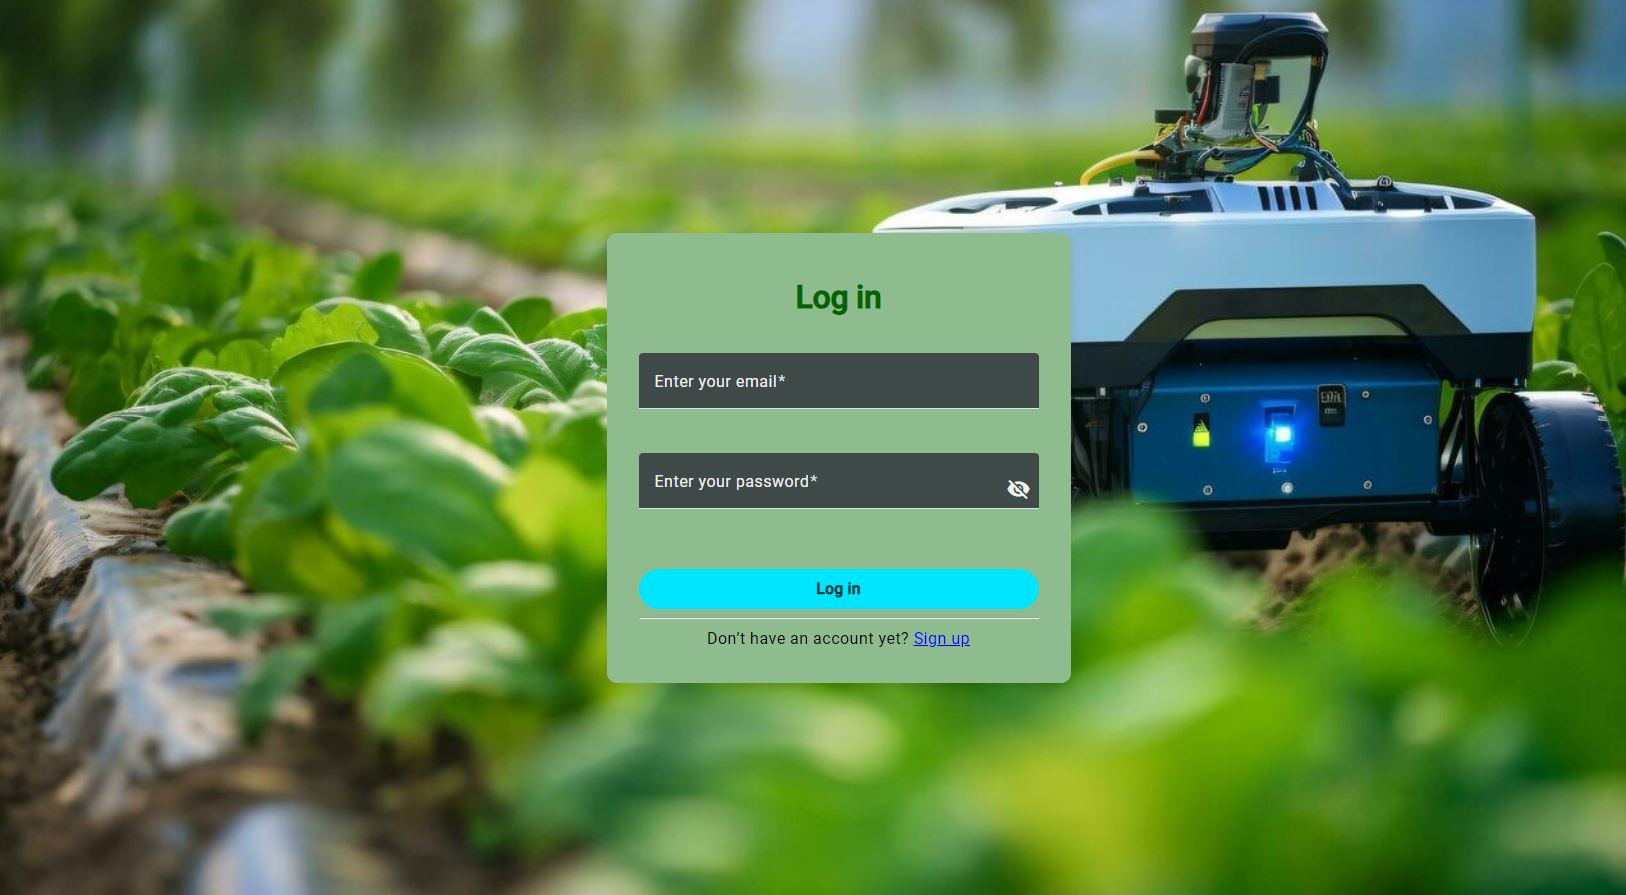 Log in
Enter your email*
Enter your password*
Log in
Don’t have an account yet? Sign up